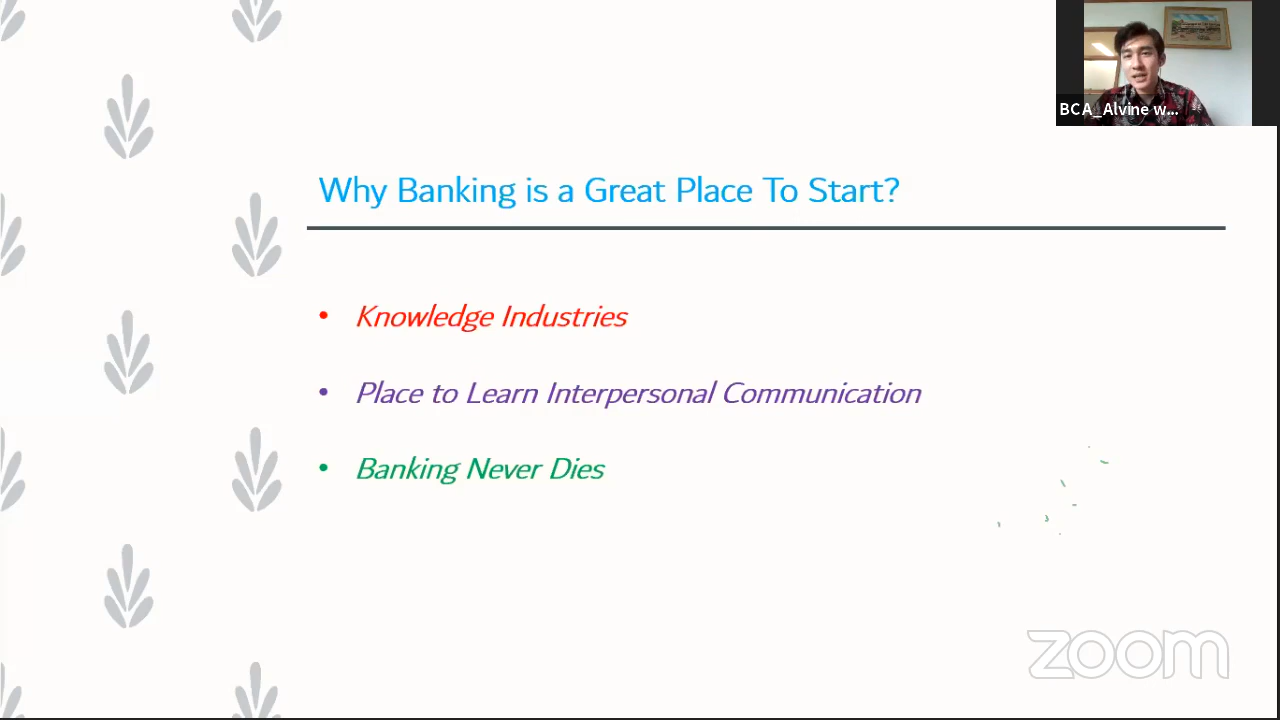 BCA_Alvine w...
Why Banking is a Great Place To Start?
• Knowledge Industries
• Place to Learn Interpersonal Communication
• Banking Never Dies
zoom